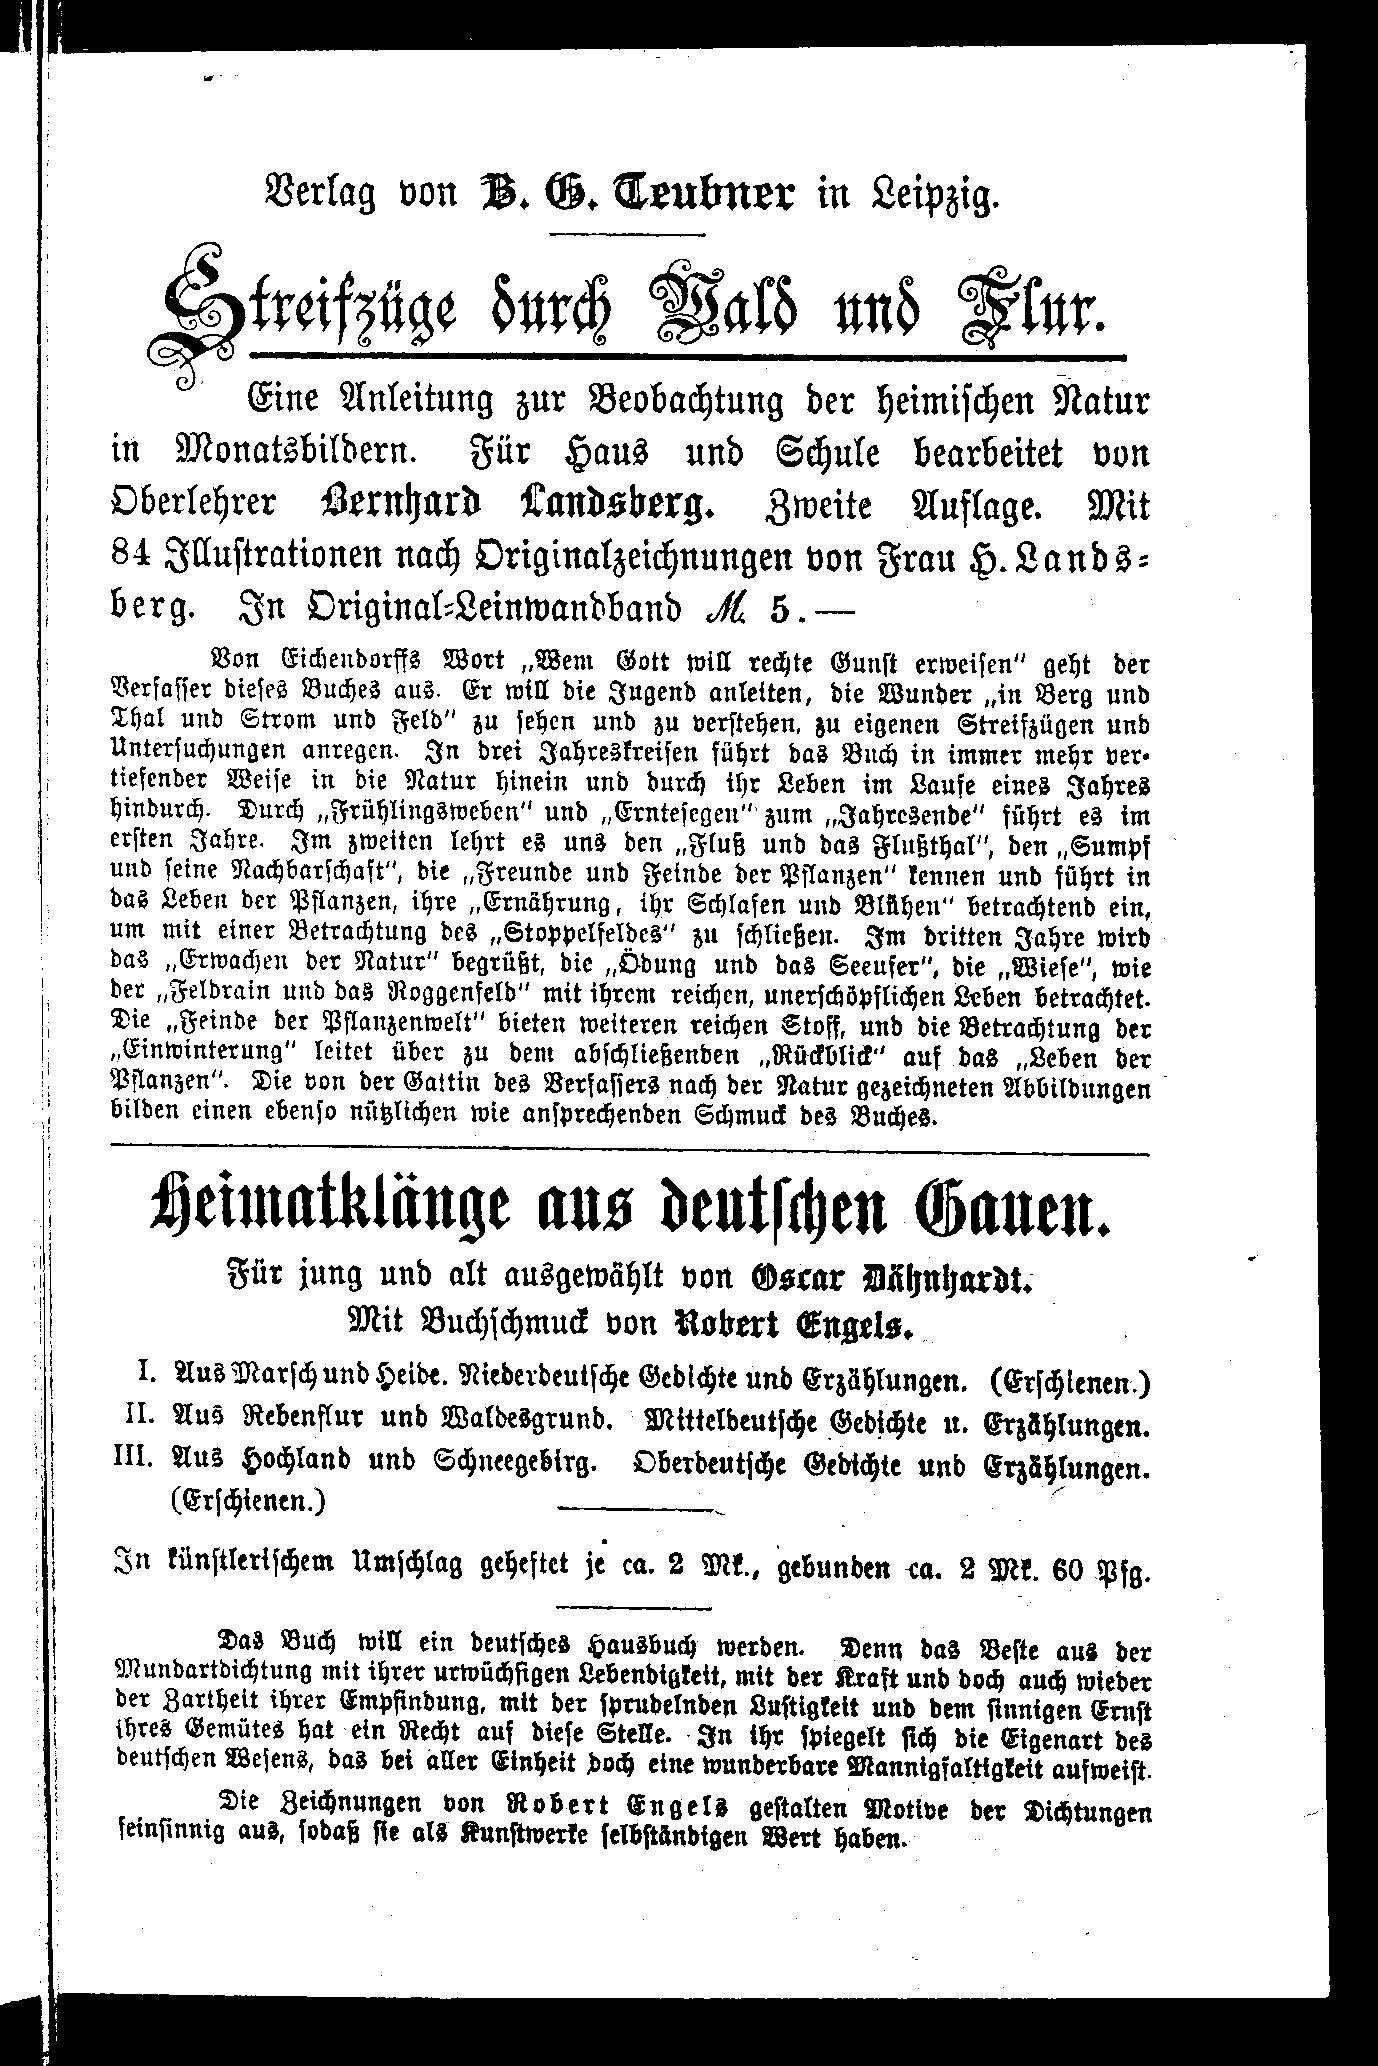 Verlag von B. G. Teubner in Leipzig.
Streifzüge durch Wald und Flur.
Eine Anleitung zur Beobachtung der heimischen Natur
in Monatsbildern. Für Haus und Schule bearbeitet von
Oberlehrer Bernhard Landsberg. Zweite Auflage. Mit
84 Illustrationen nach Originalzeichnungen von Frau H. Lands-
berg. In Original-Leinwandband M. 5.—
Von Eichendorffs Wort „Wem Gott will rechte Gunst erweisen“ geht der
Verfasser dieses Buches aus. Er will die Jugend anleiten, die Wunder „in Berg und
Thal und Strom und Feld“ zu sehen und zu verstehen, zu eigenen Streifzügen und
Untersuchungen anregen. In drei Jahreskreisen führt das Buch in immer mehr ver-
tiefender Weise in die Natur hinein und durch ihr Leben im Laufe eines Jahres
hindurch. Durch „Frühlingsweben“ und „Erntesegen“ zum „Jahresende“ führt es im
ersten Jahre. Im zweiten lehrt es uns den „Fluß und das Flußthal“, den „Sumpf
und seine Nachbarschaft“, die „Freunde und Feinde der Pflanzen“ kennen und führt in
das Leben der Pflanzen, ihre „Ernährung, ihr Schlafen und Blühen“ betrachtend ein,
um mit einer Betrachtung des „Stoppelfeldes“ zu schließen. Im dritten Jahre wird
das „Erwachen der Natur“ begrüßt, die „Ödung und das Seeufer“, die „Wiese“, wie
der „Feldrain und das Roggenfeld“ mit ihrem reichen, unerschöpflichen Leben betrachtet.
Die „Feinde der Pflanzenwelt“ bieten weiteren reichen Stoff, und die Betrachtung der
„Einwinterung“ leitet über zu dem abschließenden „Rückblick“ auf das „Leben der
Pflanzen“. Die von der Gattin des Verfassers nach der Natur gezeichneten Abbildungen
bilden einen ebenso nützlichen wie ansprechenden Schmuck des Buches.
Heimatklänge aus deutschen Gauen.
Für jung und alt ausgewählt von Oscar Dähnhardt.
Mit Buchschmuck von Robert Engels.
I. Aus Marsch und Heide. Niederdeutsche Gedichte und Erzählungen. (Erschienen.)
II. Aus Rebenflur und Waldesgrund. Mitteldeutsche Gedichte u. Erzählungen.
III. Aus Hochland und Schneegebirg. Oberdeutsche Gedichte und Erzählungen.
(Erschienen.)
In künstlerischem Umschlag geheftet je ca. 2 Mk., gebunden ca. 2 Mk. 60 Pfg.
Das Buch will ein deutsches Hausbuch werden. Denn das Beste aus der
Mundartdichtung mit ihrer urwüchsigen Lebendigkeit, mit der Kraft und doch auch wieder
der Zartheit ihrer Empfindung, mit der sprudelnden Lustigkeit und dem sinnigen Ernst
ihres Gemütes hat ein Recht auf diese Stelle. In ihr spiegelt sich die Eigenart des
deutschen Wesens, das bei aller Einheit doch eine wunderbare Mannigfaltigkeit aufweist.
Die Zeichnungen von Robert Engels gestalten Motive der Dichtungen
feinsinnig aus, sodaß sie als Kunstwerke selbständigen Wert haben.